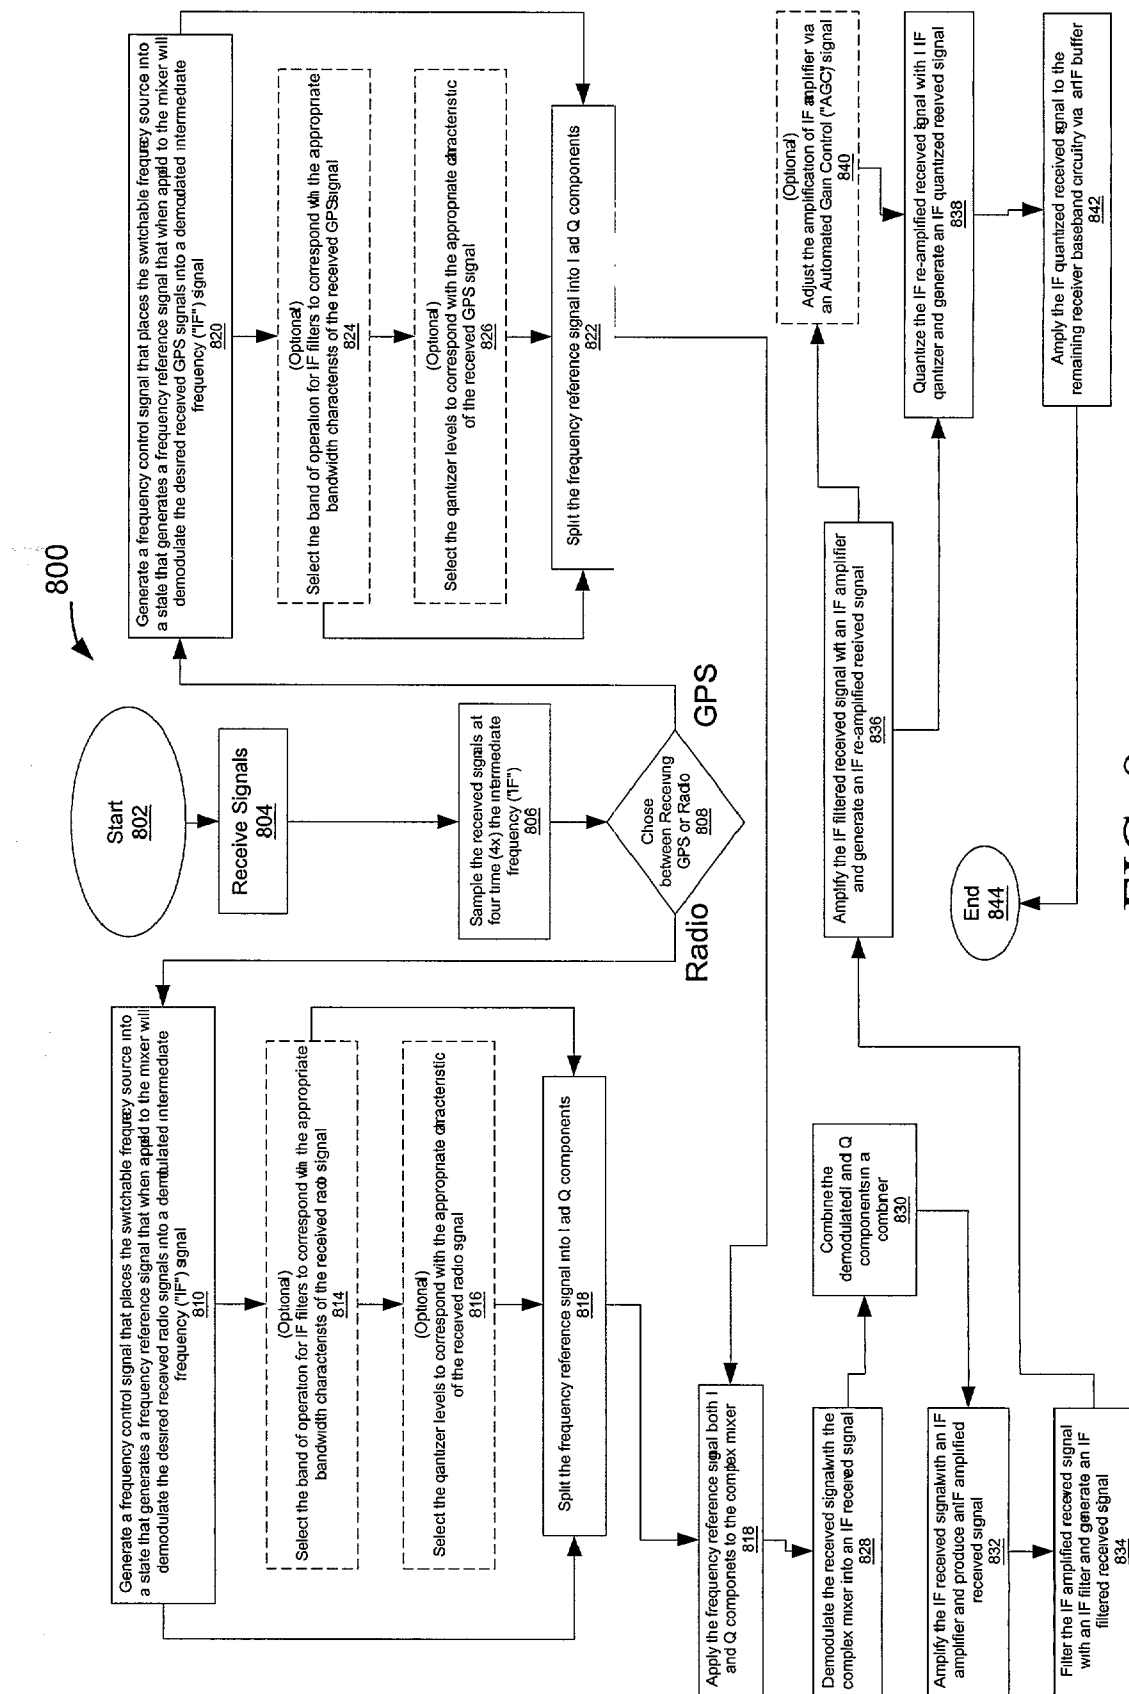 800
Start
802
Receive Signals
804
Sample the received signals at
four time (4x) the intermediate
frequency ("IF")
806
Chose
between Receiving
GPS or Radio
808
Radio
GPS
Generate a frequency control signal that places the switchable frequency source into
a state that generates a frequency reference signal that when appld to the mixer will
demodulate the desired received radio signals into a demodulated intermediate
frequency ("IF") signal
810
(Optional)
Select the band of operation for IF filters to correspond with the appropriate
bandwidth characterists of the received radio signal
814
(Optional)
Select the qantizer levels to correspond with the appropriate characteristic
of the received radio signal
816
Split the frequency reference signal into I ad Q components
818
Generate a frequency control signal that places the switchable frequency source into
a state that generates a frequency reference signal that when appld to the mixer will
demodulate the desired received GPS signals into a demodulated intermediate
frequency ("IF") signal
820
(Optional)
Select the band of operation for IF filters to correspond with the appropriate
bandwidth characterists of the received GPS signal
824
(Optional)
Select the qantizer levels to correspond with the appropriate characteristic
of the received GPS signal
826
Split the frequency reference signal into I ad Q components
822
Apply the frequency reference signal both I
and Q componets to the complex mixer
818
Demodulate the received signal with the
complex mixer into an IF received signal
828
Combine the
demodulated I and Q
components in a
combiner
830
Amplify the IF received signal with an IF
amplifier and produce an IF amplified
received signal
832
Filter the IF amplified received signal
with an IF filter and generate an IF
filtered received signal
834
Amplify the IF filtered received signal wit an IF amplifier
and generate an IF re-amplified reeived signal
836
(Optional)
Adjust the amplification of IF amplifier via
an Automated Gain Control ("AGC") signal
840
Quantize the IF re-amplified received signal with I IF
qantizer and generate an IF quantized reeived signal
838
Amply the IF quantized received signal to the
remaining receiver baseband circuitry via an IF buffer
842
End
844